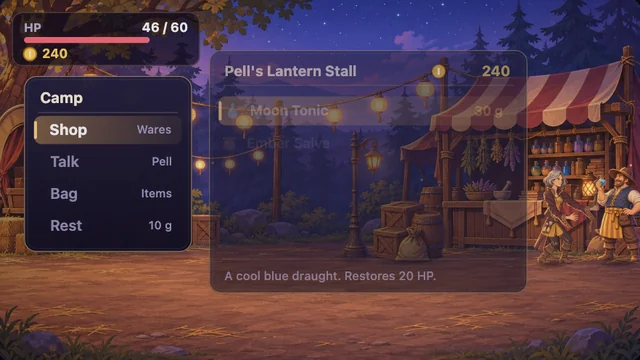 HP 46 / 60
240
Camp
Shop Wares
Talk Pell
Bag Items
Rest 10 g
Pell's Lantern Stall 240
Moon Tonic 30 g
Ember Salve
A cool blue draught. Restores 20 HP.